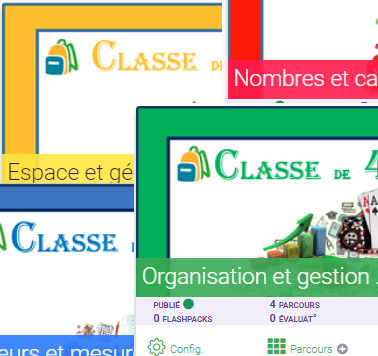 CLASSE DE
Nombres et ca
Espace et gé
CLASSE DE 4
Organisation et gestion .
CLASSE
eurs et mesur
PUBLIÉ
4 PARCOURS
0 FLASHPACKS
0 ÉVALUAT°
Config.
Parcours